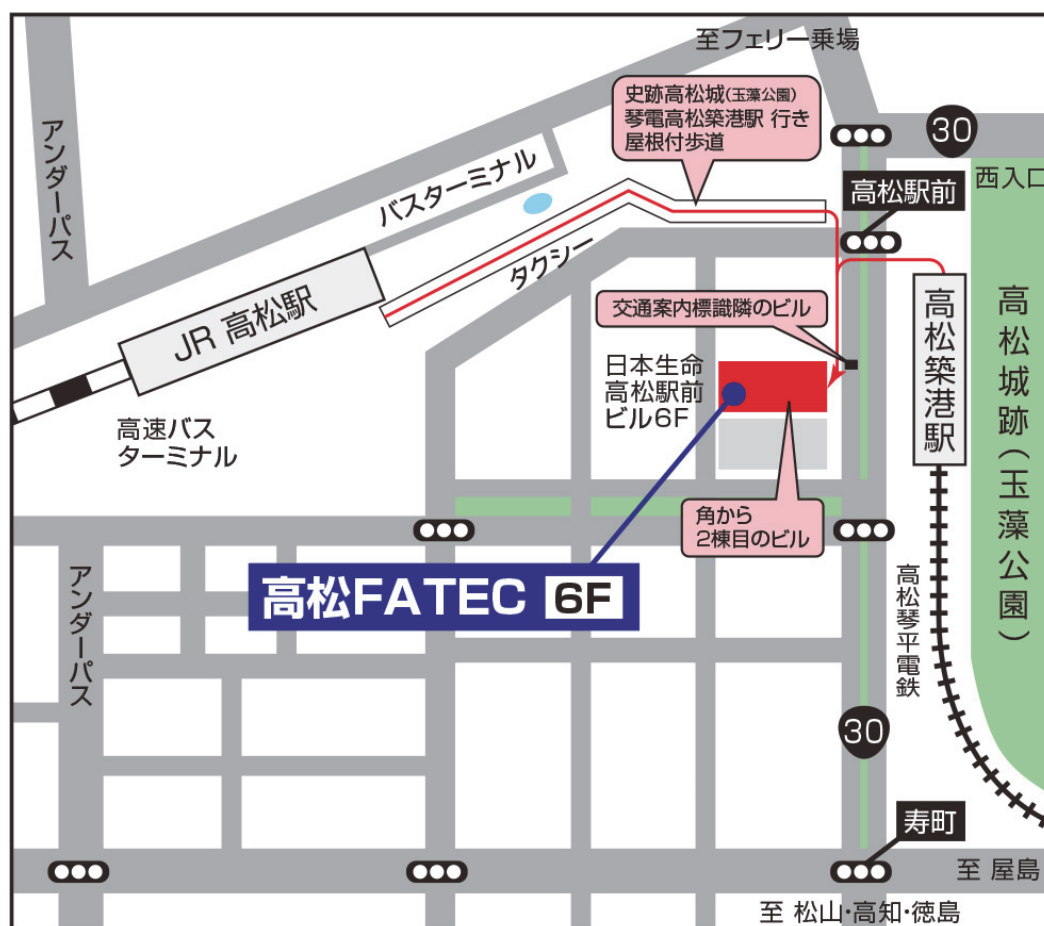 至フェリー乗場
史跡高松城(玉藻公園)
琴電高松築港駅 行き
屋根付歩道
30
アンダーパス
バスターミナル
高松駅前
西入口
タクシー
JR 高松駅
交通案内標識隣のビル
高松築港駅
高松城跡(玉藻公園)
日本生命
高松駅前
ビル6F
高速バス
ターミナル
角から
2棟目のビル
高松FATEC 6F
アンダーパス
高松琴平電鉄
30
寿町
至 屋島
至 松山・高知・徳島